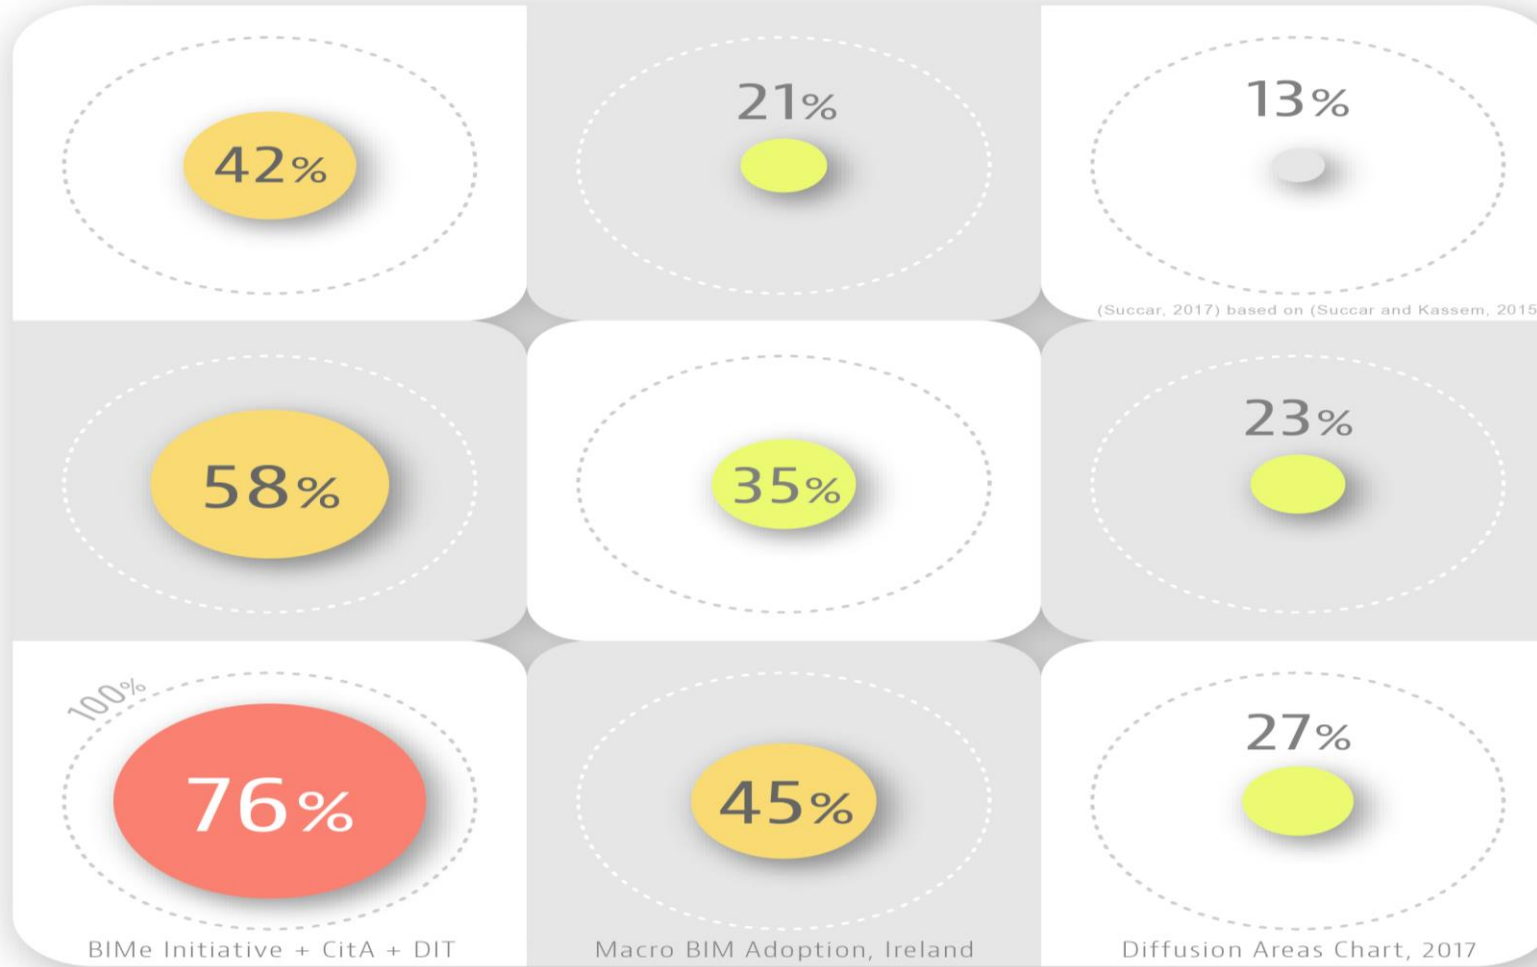 42%
21%
13%
(Succar, 2017) based on (Succar and Kassem, 2015
58%
35%
23%
100%
76%
45%
27%
BIMe Initiative + CitA + DIT
Macro BIM Adoption, Ireland
Diffusion Areas Chart, 2017